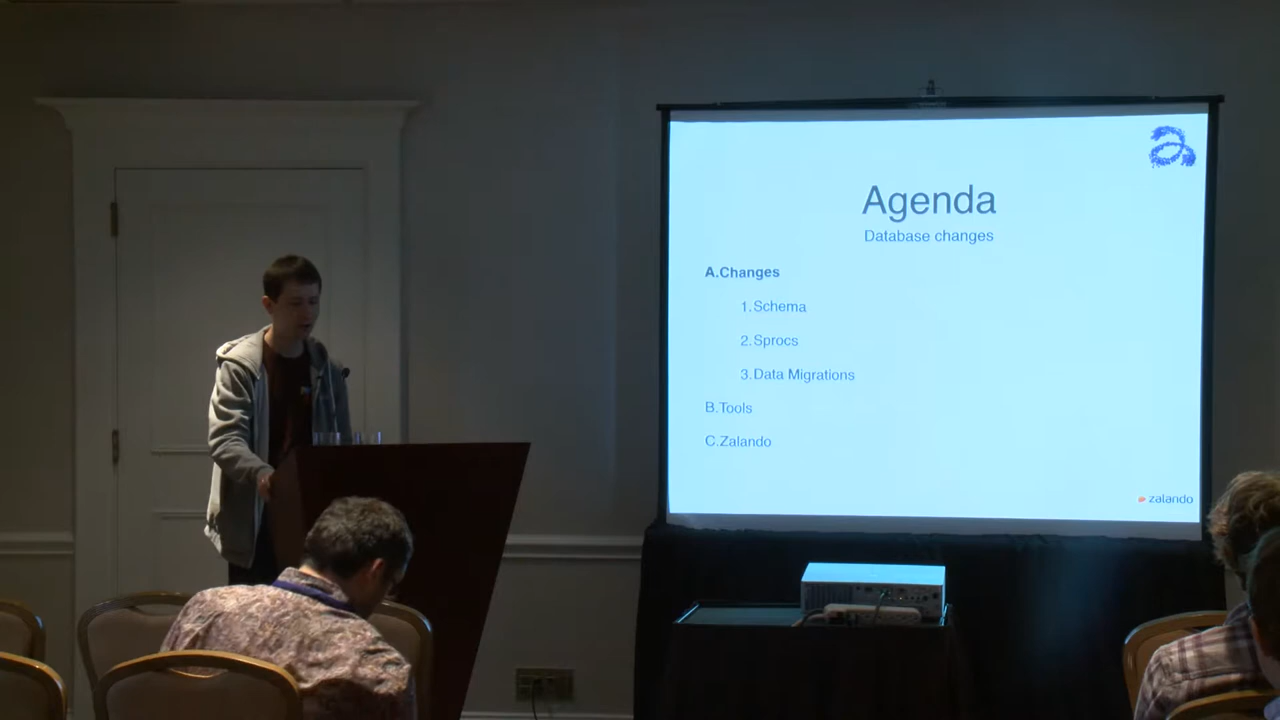 Agenda
Database changes
A.Changes
1.Schema
2.Sprocs
3.Data Migrations
B.Tools
C.Zalando
zalando